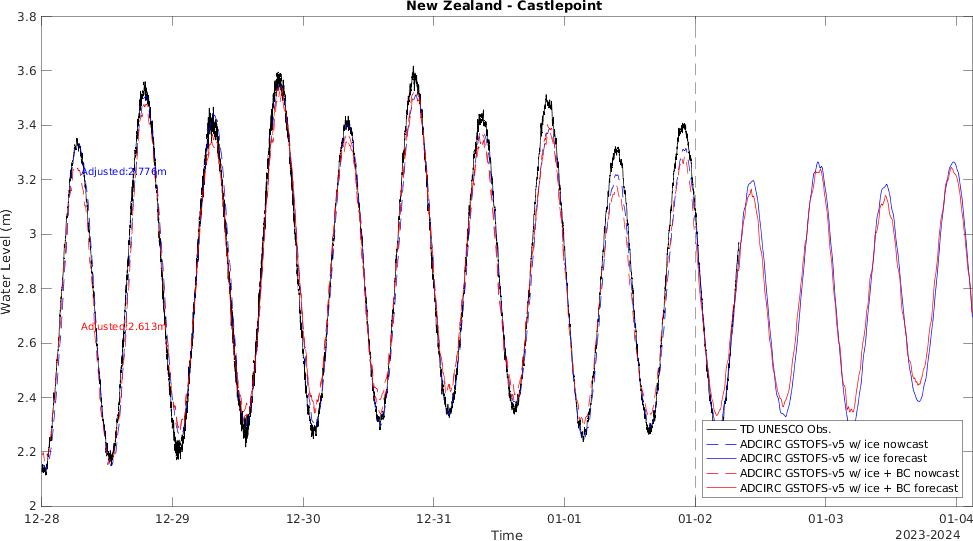 New Zealand - Castlepoint
3.8
3.6
3.4
3.2
3
2.8
2.6
2.4
2.2
2
Water Level (m)
Adjusted:2.776m
Adjusted:2.613m
TD UNESCO Obs.
ADCIRC GSTOFS-v5 w/ ice nowcast
ADCIRC GSTOFS-v5 w/ ice forecast
ADCIRC GSTOFS-v5 w/ ice + BC nowcast
ADCIRC GSTOFS-v5 w/ ice + BC forecast
12-28 12-29 12-30 12-31 01-01 01-02 01-03 01-04
Time
2023-2024